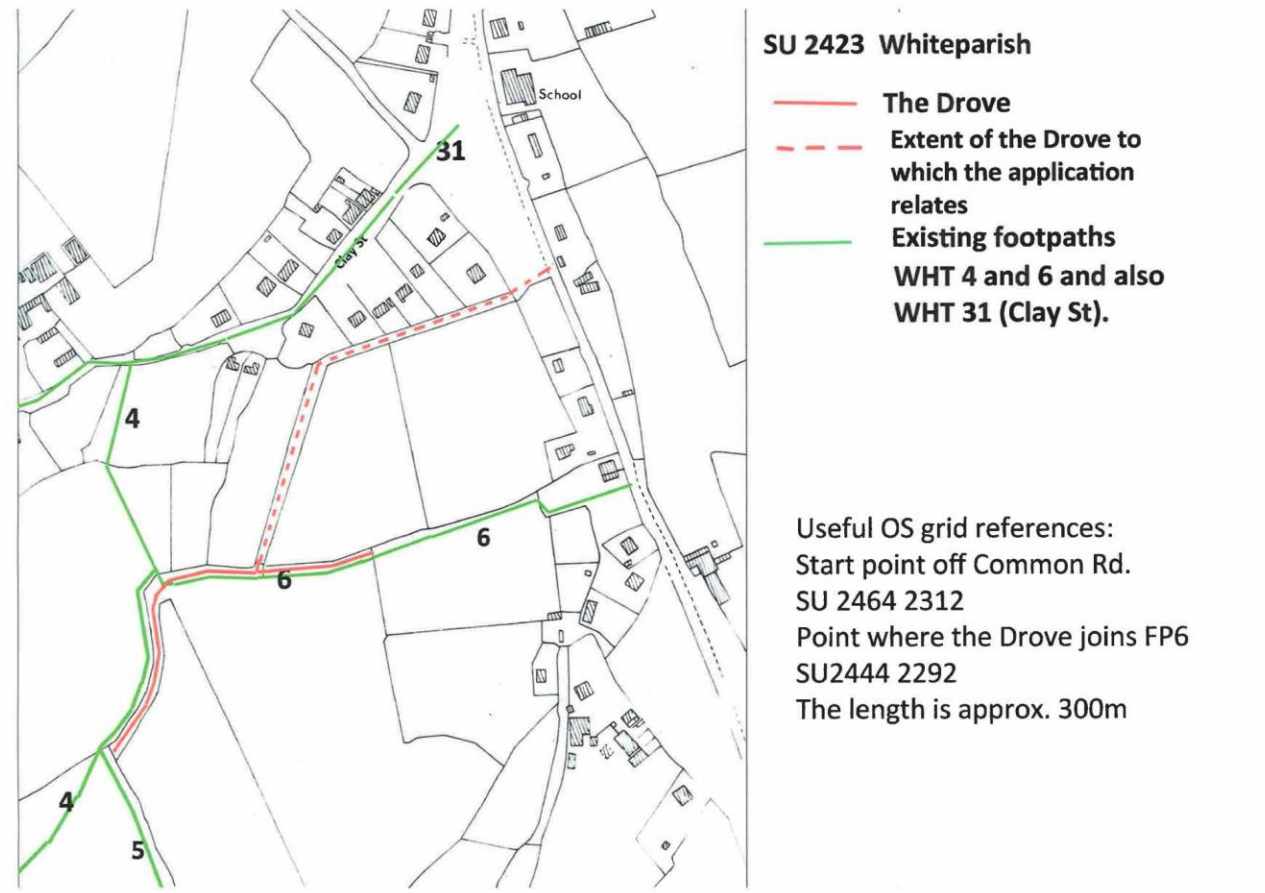 SU 2423 Whiteparish
The Drove
Extent of the Drove to
which the application
relates
Existing footpaths
WHT 4 and 6 and also
WHT 31 (Clay St).
Useful OS grid references:
Start point off Common Rd.
SU 2464 2312
Point where the Drove joins FP6
SU2444 2292
The length is approx. 300m
School
31
Clay St
4
6
6
4
5